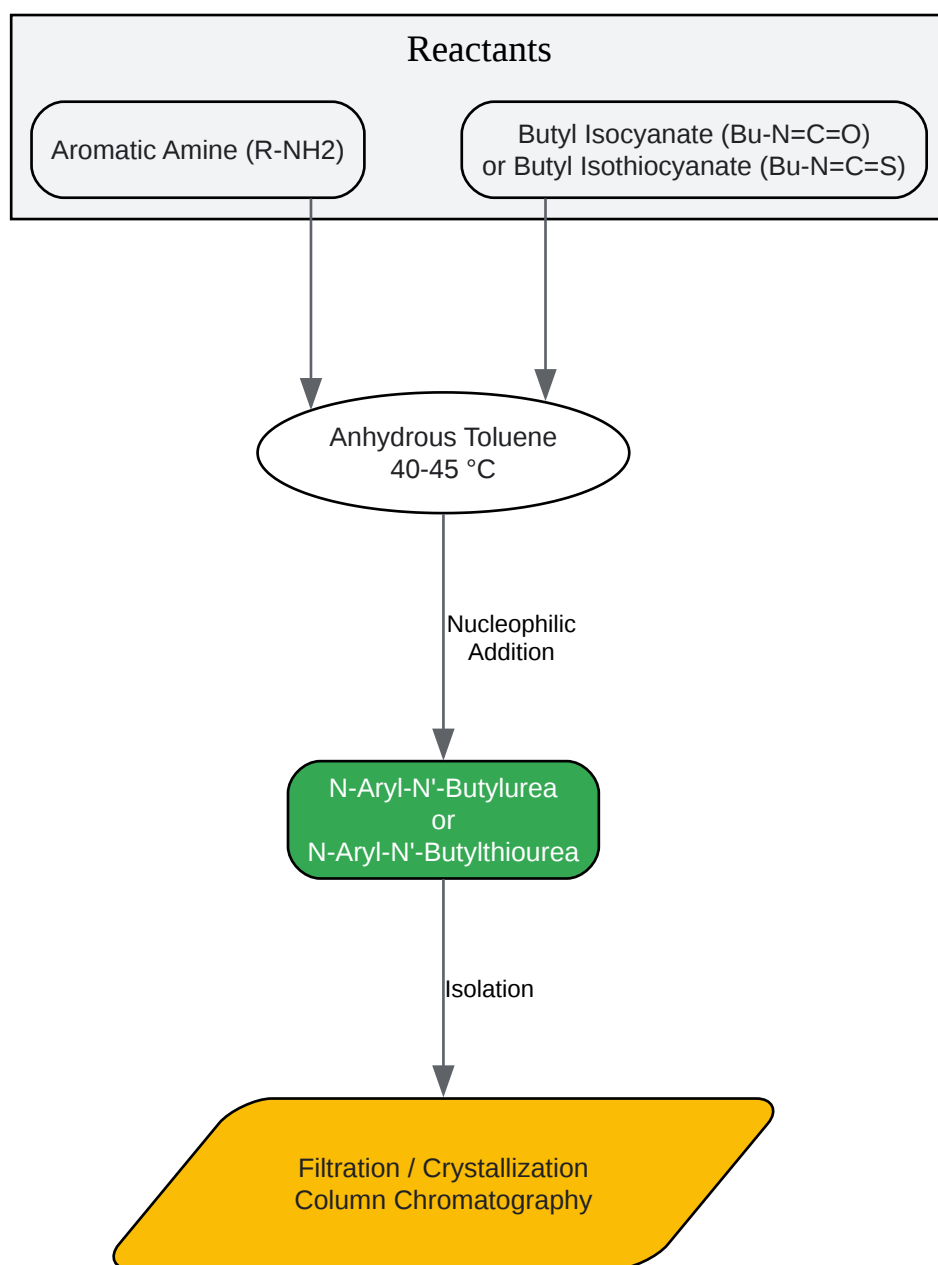 Reactants
Aromatic Amine (R-NH2)
Butyl Isocyanate (Bu-N=C=O)
or Butyl Isothiocyanate (Bu-N=C=S)
Anhydrous Toluene
40-45 °C
Nucleophilic
Addition
N-Aryl-N'-Butylurea
or
N-Aryl-N'-Butylthiourea
Isolation
Filtration / Crystallization
Column Chromatography